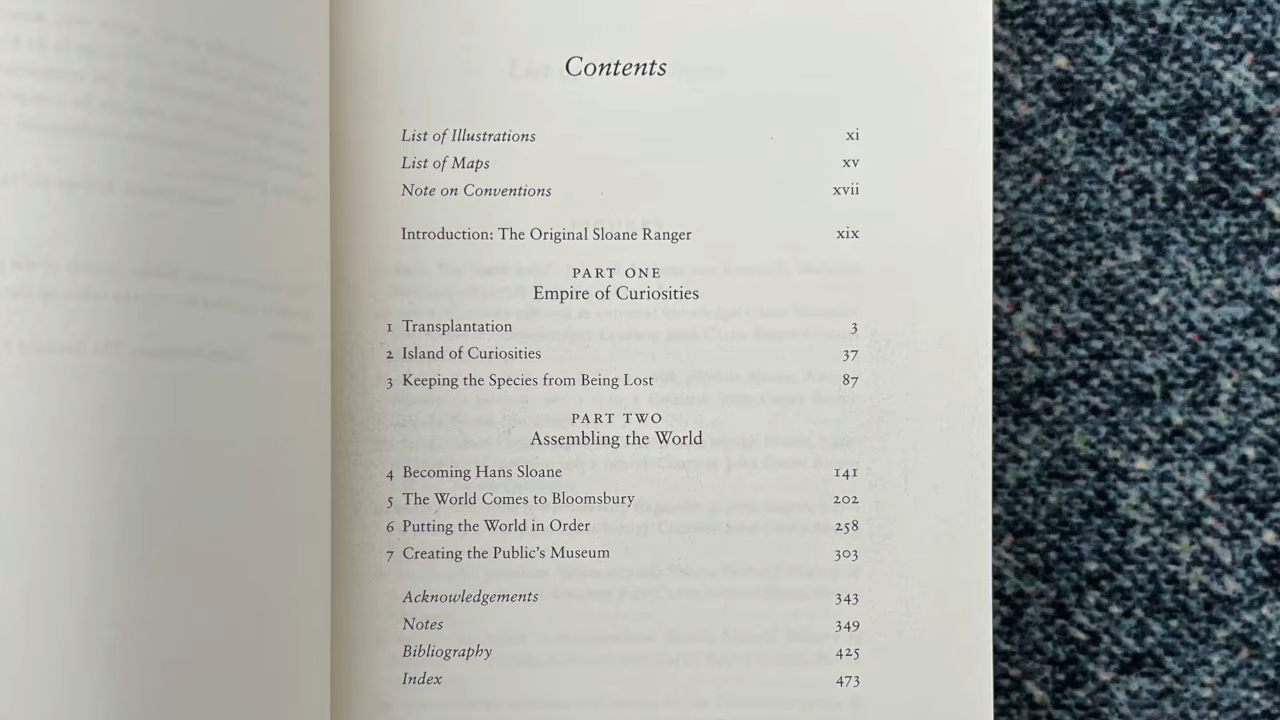 Contents
List of Illustrations xi
List of Maps xv
Note on Conventions xvii
Introduction: The Original Sloane Ranger xix
PART ONE
Empire of Curiosities
1 Transplantation 3
2 Island of Curiosities 37
3 Keeping the Species from Being Lost 87
PART TWO
Assembling the World
4 Becoming Hans Sloane 141
5 The World Comes to Bloomsbury 202
6 Putting the World in Order 258
7 Creating the Public’s Museum 303
Acknowledgements 343
Notes 349
Bibliography 425
Index 473